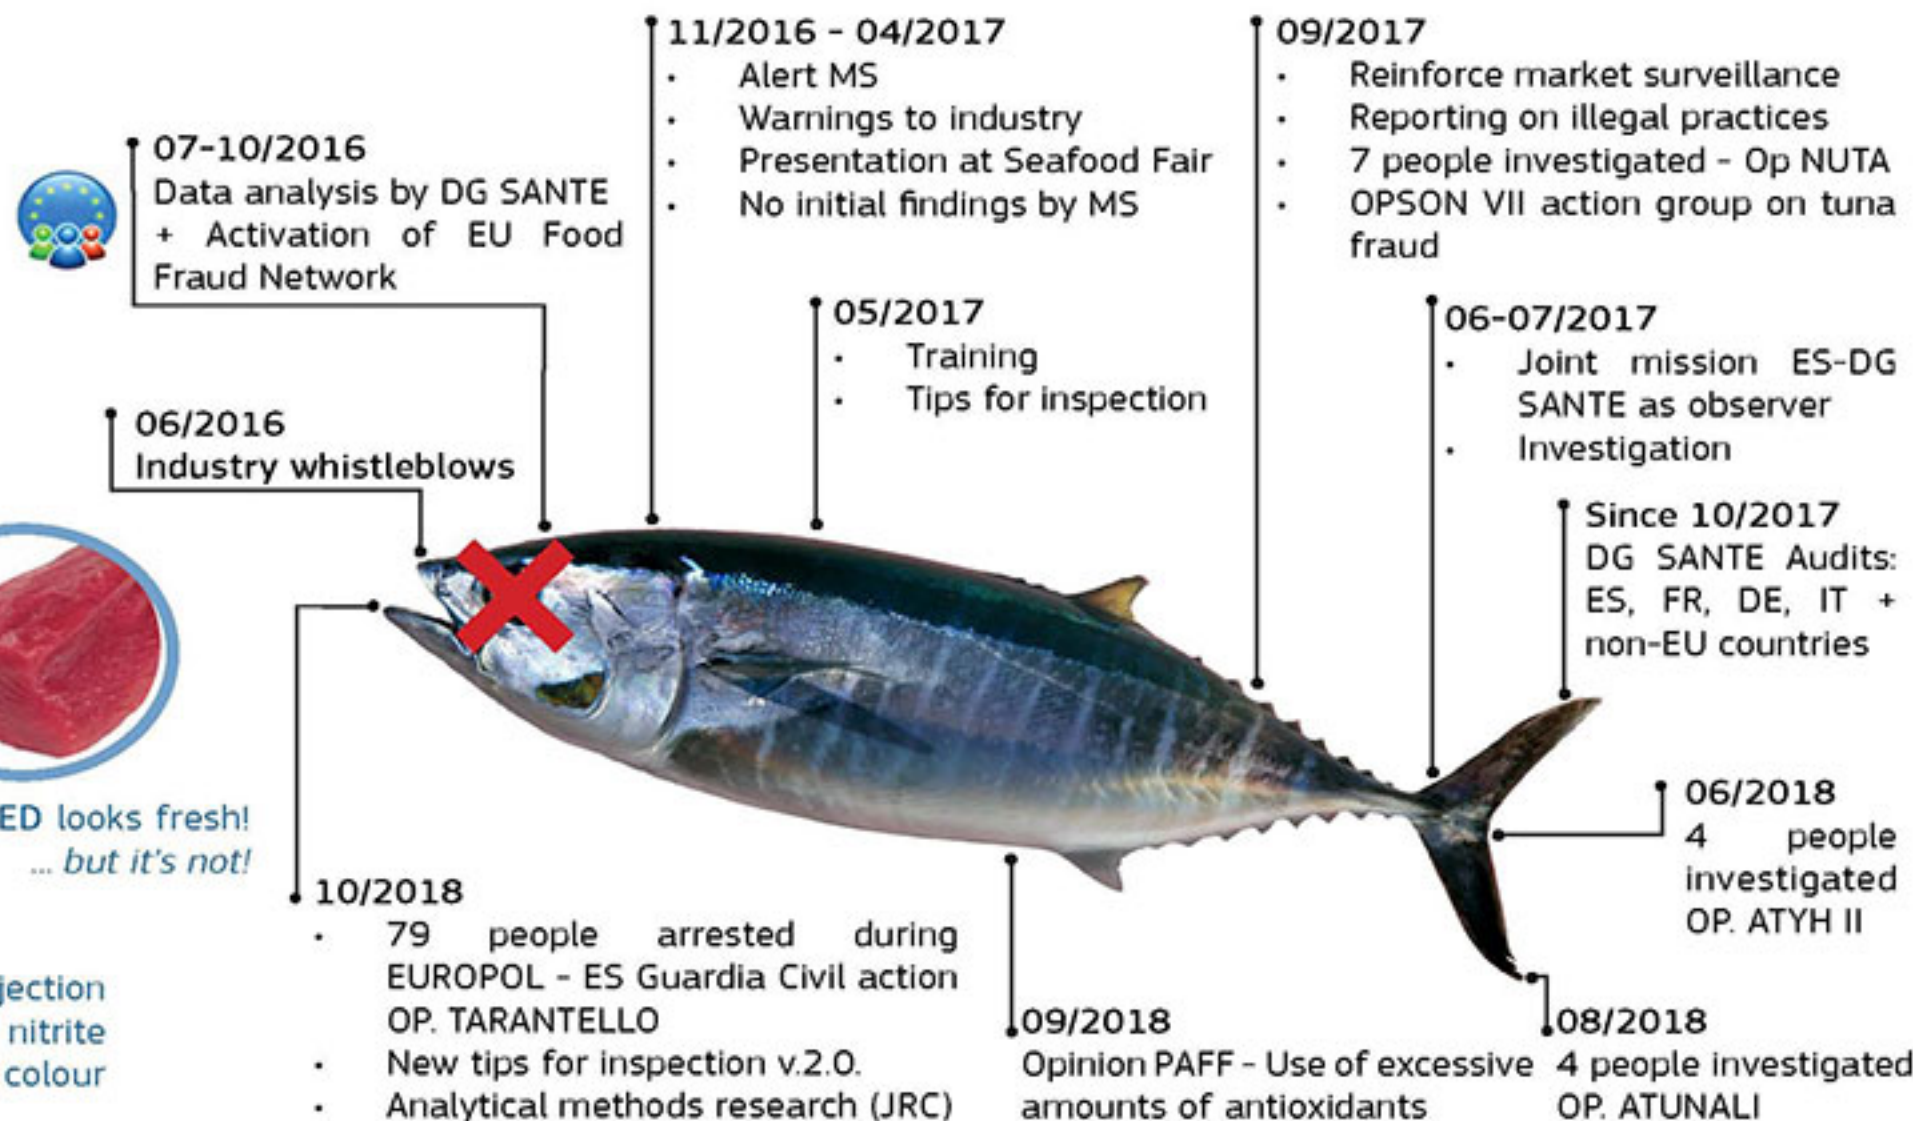 11/2016 - 04/2017
· Alert MS
· Warnings to industry
· Presentation at Seafood Fair
· No initial findings by MS
09/2017
· Reinforce market surveillance
· Reporting on illegal practices
· 7 people investigated - Op NUTA
· OPSON VII action group on tuna
fraud
07-10/2016
Data analysis by DG SANTE
+ Activation of EU Food
Fraud Network
05/2017
· Training
· Tips for inspection
06-07/2017
· Joint mission ES-DG
SANTE as observer
· Investigation
06/2016
Industry whistleblows
Since 10/2017
DG SANTE Audits:
ES, FR, DE, IT +
non-EU countries
ED looks fresh!
... but it's not!
06/2018
4 people
investigated
OP. ATYH II
10/2018
· 79 people arrested during
EUROPOL - ES Guardia Civil action
OP. TARANTELLO
· New tips for inspection v.2.0.
· Analytical methods research (JRC)
jection
nitrite
colour
09/2018
Opinion PAFF - Use of excessive
amounts of antioxidants
08/2018
4 people investigated
OP. ATUNALI